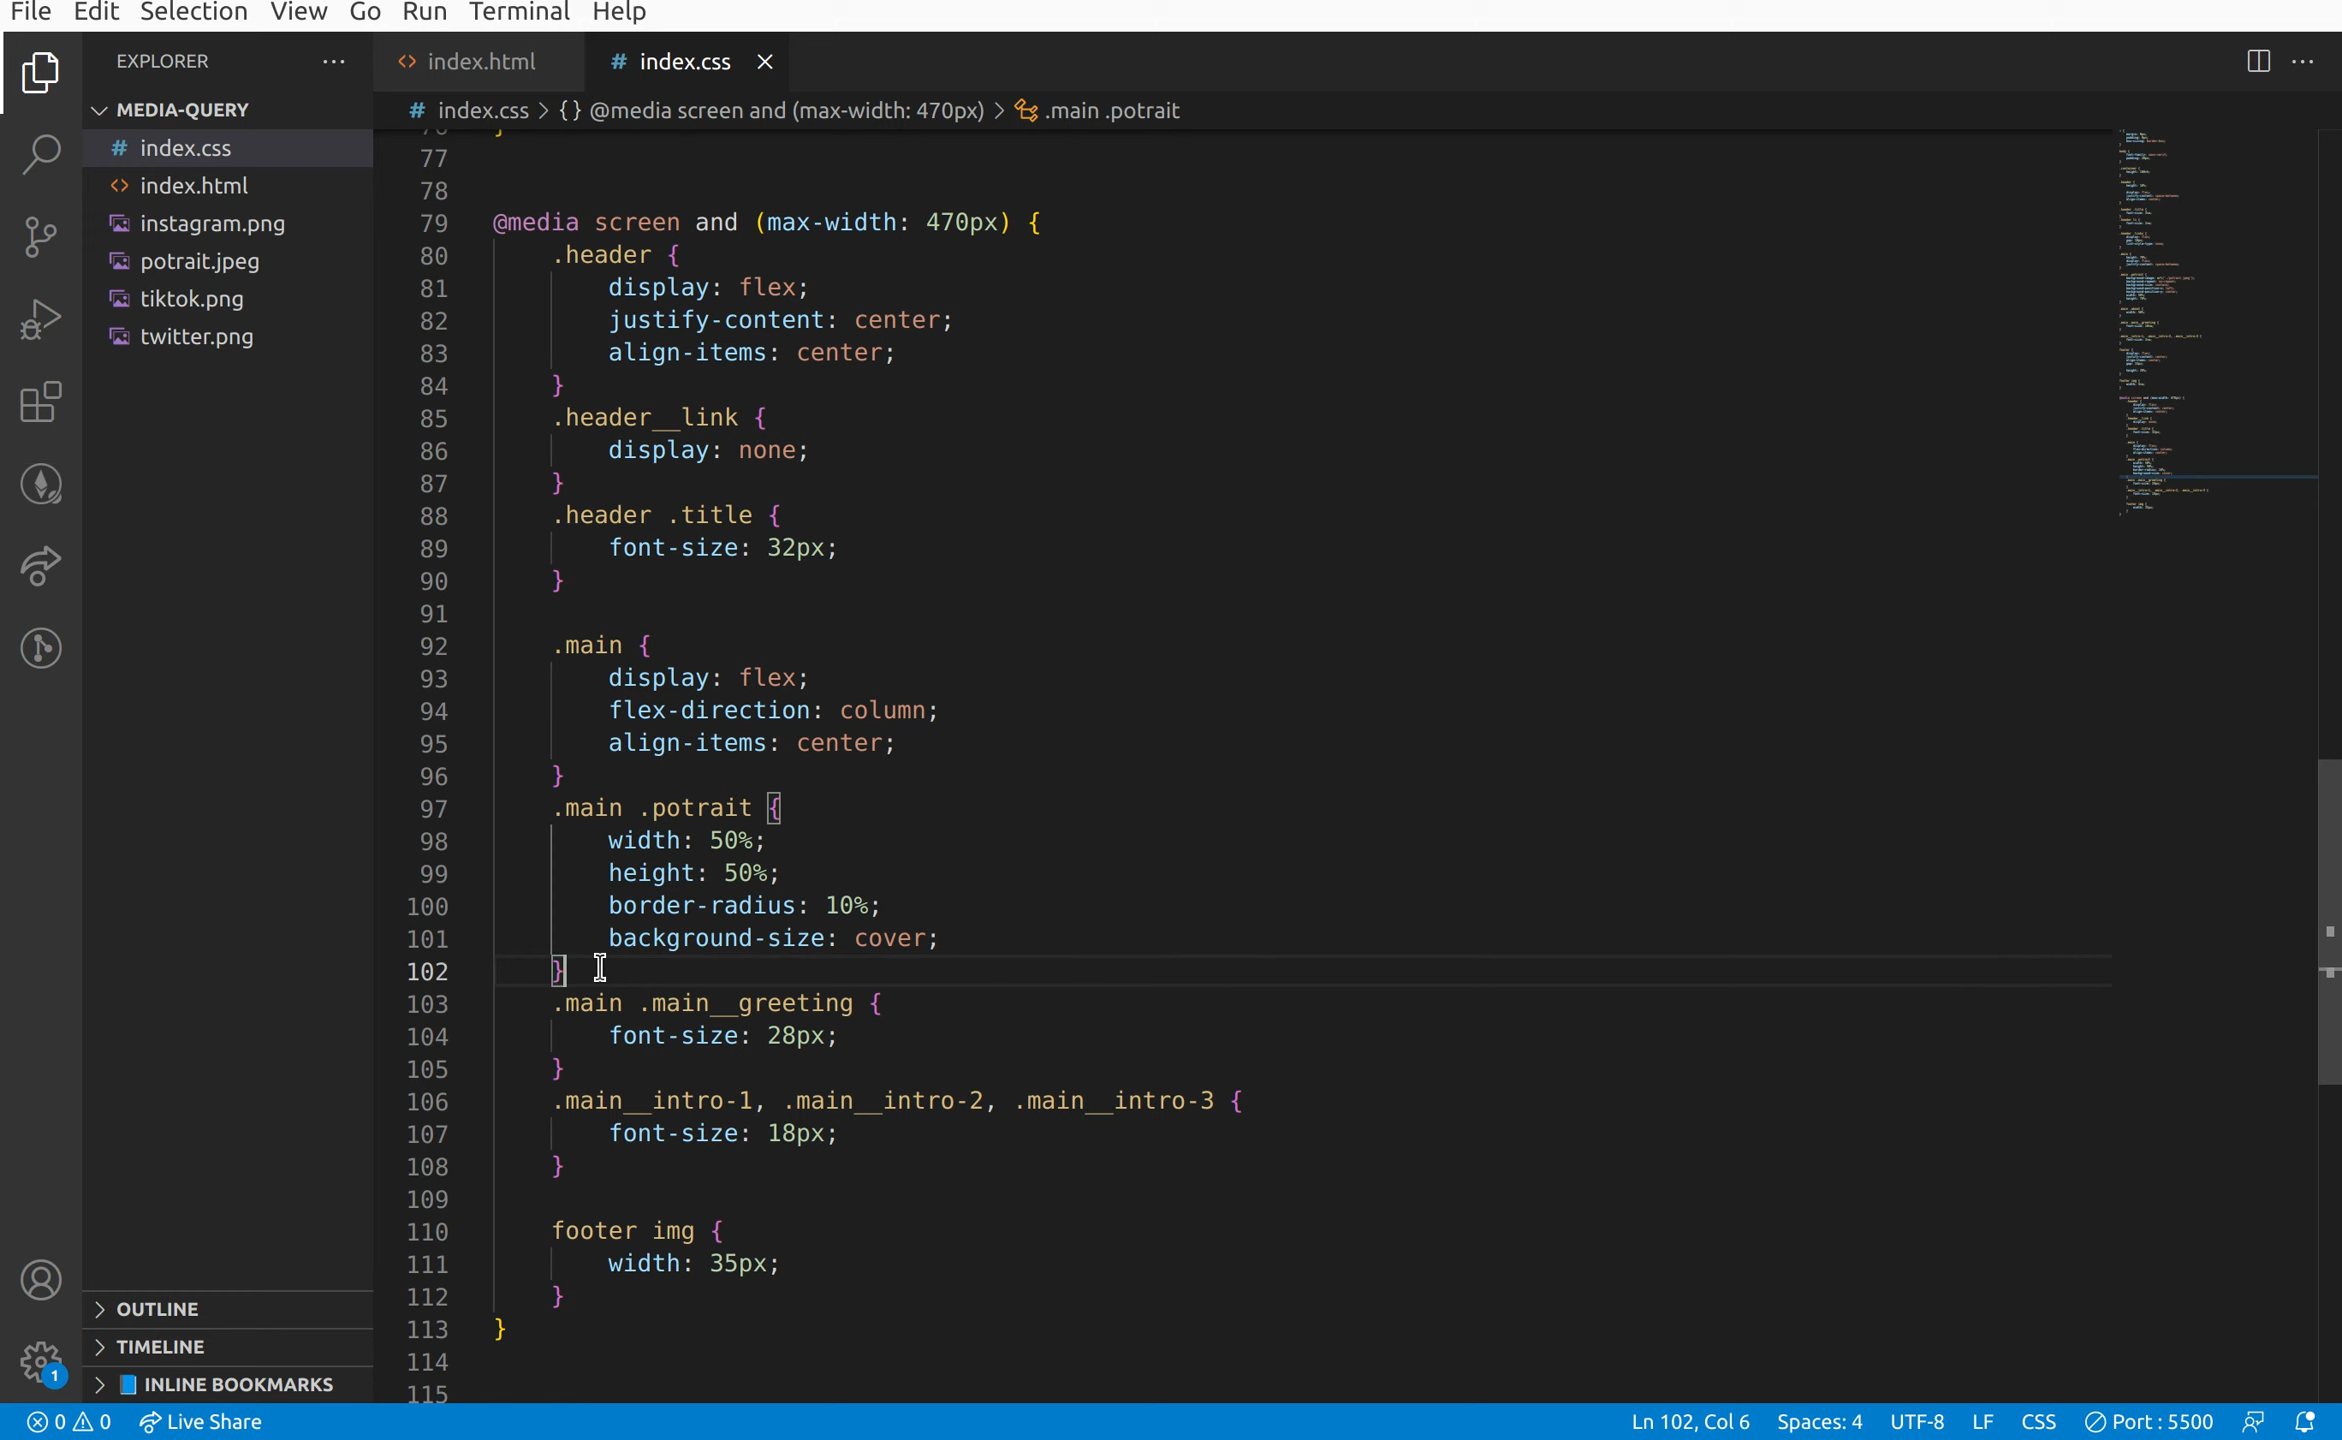 File Edit Selection View Go Run Terminal Help
EXPLORER ···
<> index.html # index.css ×
MEDIA-QUERY
# index.css > {} @media screen and (max-width: 470px) > .main .potrait
# index.css
<> index.html
instagram.png
potrait.jpeg
tiktok.png
twitter.png
76 }
77
78
79 @media screen and (max-width: 470px) {
80 .header {
81 display: flex;
82 justify-content: center;
83 align-items: center;
84 }
85 .header__link {
86 display: none;
87 }
88 .header .title {
89 font-size: 32px;
90 }
91
92 .main {
93 display: flex;
94 flex-direction: column;
95 align-items: center;
96 }
97 .main .potrait {
98 width: 50%;
99 height: 50%;
100 border-radius: 10%;
101 background-size: cover;
102 }
103 .main .main__greeting {
104 font-size: 28px;
105 }
106 .main__intro-1, .main__intro-2, .main__intro-3 {
107 font-size: 18px;
108 }
109
110 footer img {
111 width: 35px;
112 }
113 }
114
115
OUTLINE
TIMELINE
INLINE BOOKMARKS
1
0 0 Live Share Ln 102, Col 6 Spaces: 4 UTF-8 LF CSS Port : 5500